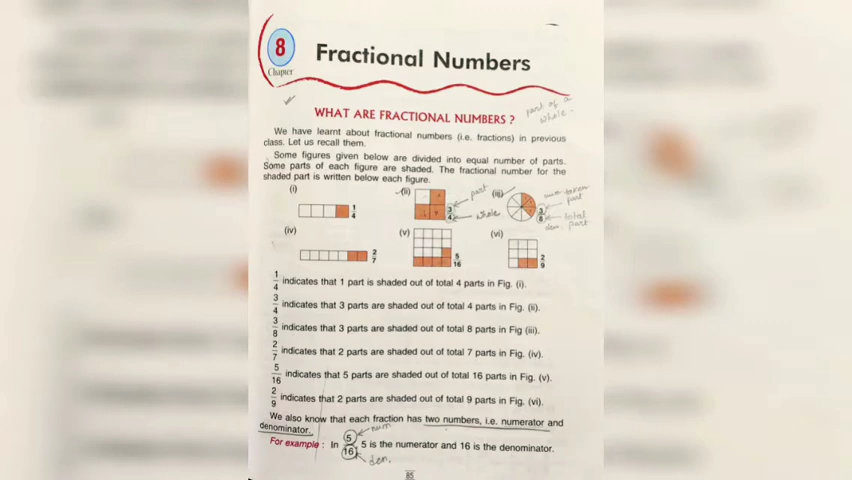 8
Chapter
Fractional Numbers
WHAT ARE FRACTIONAL NUMBERS ?
part of a
whole.
We have learnt about fractional numbers (i.e. fractions) in previous
class. Let us recall them.
Some figures given below are divided into equal number of parts.
Some parts of each figure are shaded. The fractional number for the
shaded part is written below each figure.
(i)
1/4
(ii)
3/4
part
whole
(iii)
3/8
part
total
part
(iv)
2/7
(v)
5/16
(vi)
2/9
1/4 indicates that 1 part is shaded out of total 4 parts in Fig. (i).
3/4 indicates that 3 parts are shaded out of total 4 parts in Fig. (ii).
3/8 indicates that 3 parts are shaded out of total 8 parts in Fig (iii).
2/7 indicates that 2 parts are shaded out of total 7 parts in Fig. (iv).
5/16 indicates that 5 parts are shaded out of total 16 parts in Fig. (v).
2/9 indicates that 2 parts are shaded out of total 9 parts in Fig. (vi).
We also know that each fraction has two numbers, i.e. numerator and
denominator.
num
For example : In 5/16, 5 is the numerator and 16 is the denominator.
den.
85